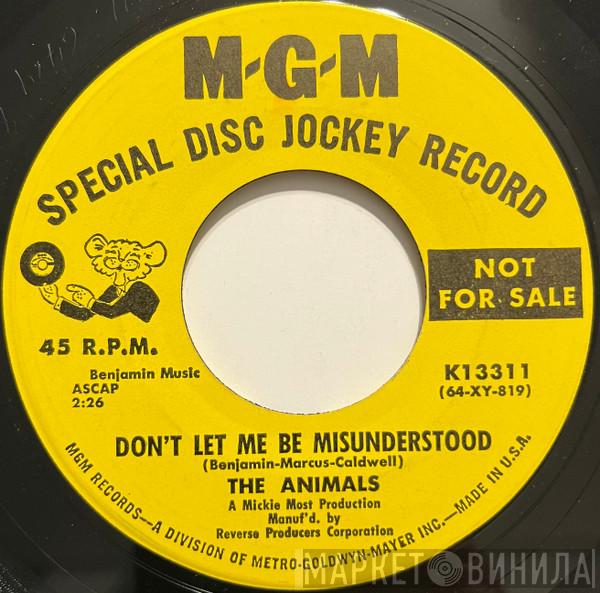 M-G-M
SPECIAL DISC JOCKEY RECORD
NOT
FOR SALE
45 R.P.M.
Benjamin Music
ASCAP
2:26
K13311
(64-XY-819)
DON'T LET ME BE MISUNDERSTOOD
(Benjamin-Marcus-Caldwell)
THE ANIMALS
A Mickie Most Production
Manuf'd. by
Reverse Producers Corporation
MGM RECORDS—A DIVISION OF METRO-GOLDWYN-MAYER INC.—MADE IN U.S.A.
МАРКЕТ ВИНИЛА